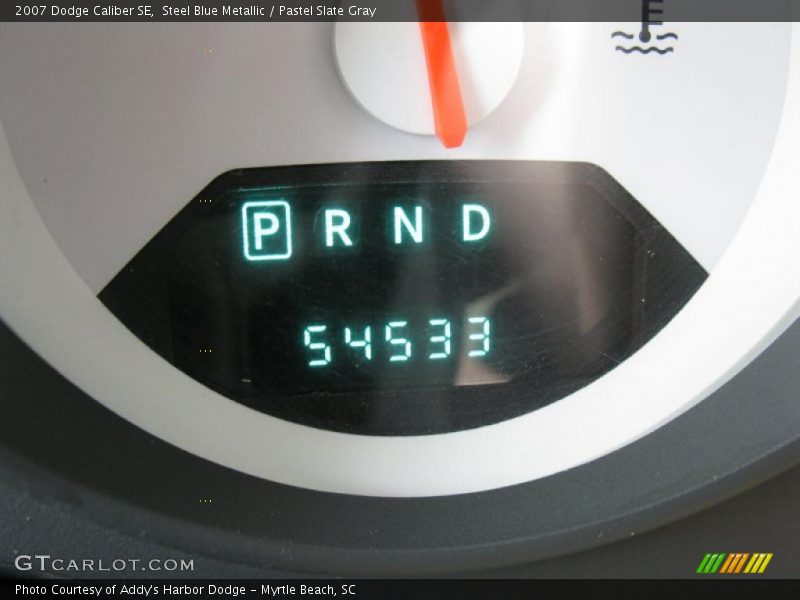 2007 Dodge Caliber SE,  Steel Blue Metallic / Pastel Slate Gray
P R N D
54533
GTCARLOT.COM
Photo Courtesy of Addy's Harbor Dodge - Myrtle Beach, SC